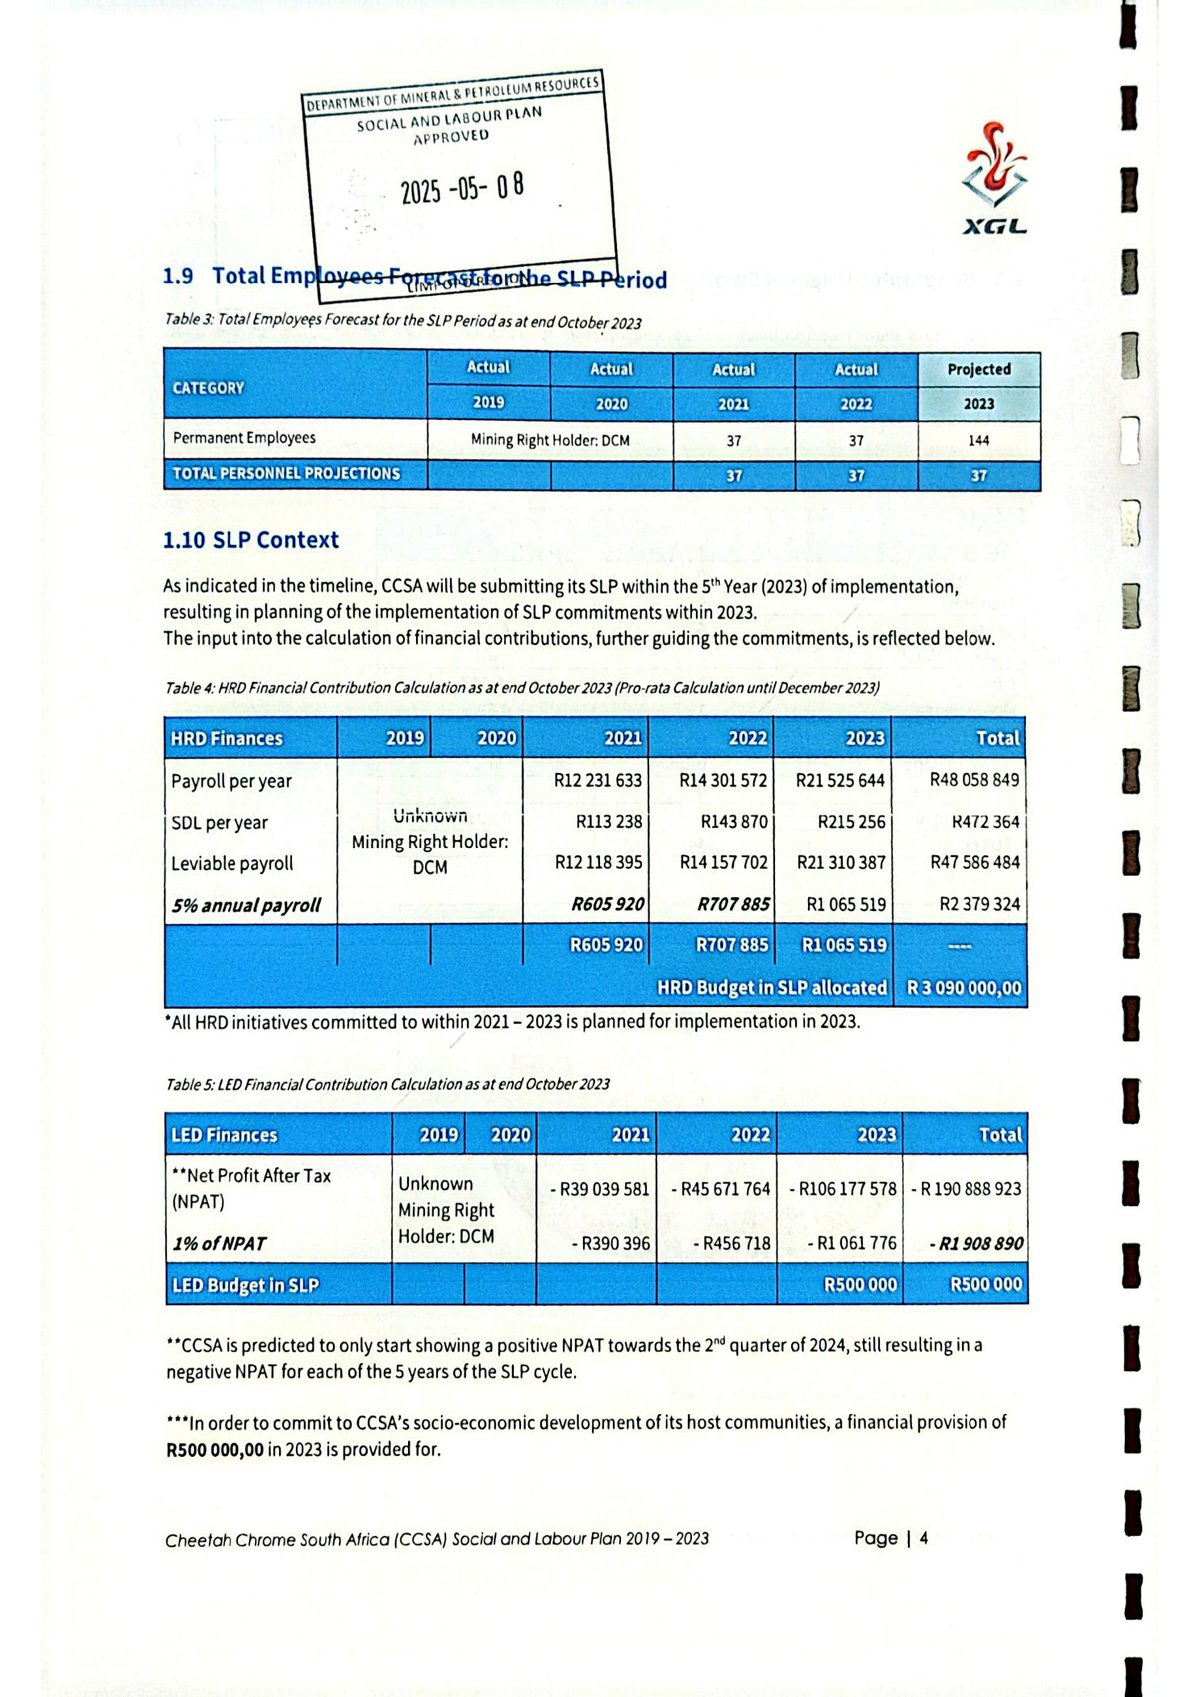 DEPARTMENT OF MINERAL & PETROLEUM RESOURCES
SOCIAL AND LABOUR PLAN
APPROVED
2025 -05- 08
XGL
1.9 Total Employees Forecast for the SLP Period
Table 3: Total Employees Forecast for the SLP Period as at end October 2023
CATEGORY Actual Actual Actual Actual Projected
2019 2020 2021 2022 2023
Permanent Employees Mining Right Holder: DCM 37 37 144
TOTAL PERSONNEL PROJECTIONS 37 37 37
1.10 SLP Context
As indicated in the timeline, CCSA will be submitting its SLP within the 5th Year (2023) of implementation,
resulting in planning of the implementation of SLP commitments within 2023.
The input into the calculation of financial contributions, further guiding the commitments, is reflected below.
Table 4: HRD Financial Contribution Calculation as at end October 2023 (Pro-rata Calculation until December 2023)
HRD Finances 2019 2020 2021 2022 2023 Total
Payroll per year R12 231 633 R14 301 572 R21 525 644 R48 058 849
SDL per year R113 238 R143 870 R215 256 R472 364
Unknown
Mining Right Holder:
DCM
Leviable payroll R12 118 395 R14 157 702 R21 310 387 R47 586 484
5% annual payroll R605 920 R707 885 R1 065 519 R2 379 324
R605 920 R707 885 R1 065 519 ----
HRD Budget in SLP allocated R 3 090 000,00
*All HRD initiatives committed to within 2021 – 2023 is planned for implementation in 2023.
Table 5: LED Financial Contribution Calculation as at end October 2023
LED Finances 2019 2020 2021 2022 2023 Total
**Net Profit After Tax
(NPAT) - R39 039 581 - R45 671 764 - R106 177 578 - R 190 888 923
Unknown
Mining Right
Holder: DCM
1% of NPAT - R390 396 - R456 718 - R1 061 776 - R1 908 890
LED Budget in SLP R500 000 R500 000
**CCSA is predicted to only start showing a positive NPAT towards the 2nd quarter of 2024, still resulting in a
negative NPAT for each of the 5 years of the SLP cycle.
***In order to commit to CCSA's socio-economic development of its host communities, a financial provision of
R500 000,00 in 2023 is provided for.
Cheetah Chrome South Africa (CCSA) Social and Labour Plan 2019 – 2023 Page | 4